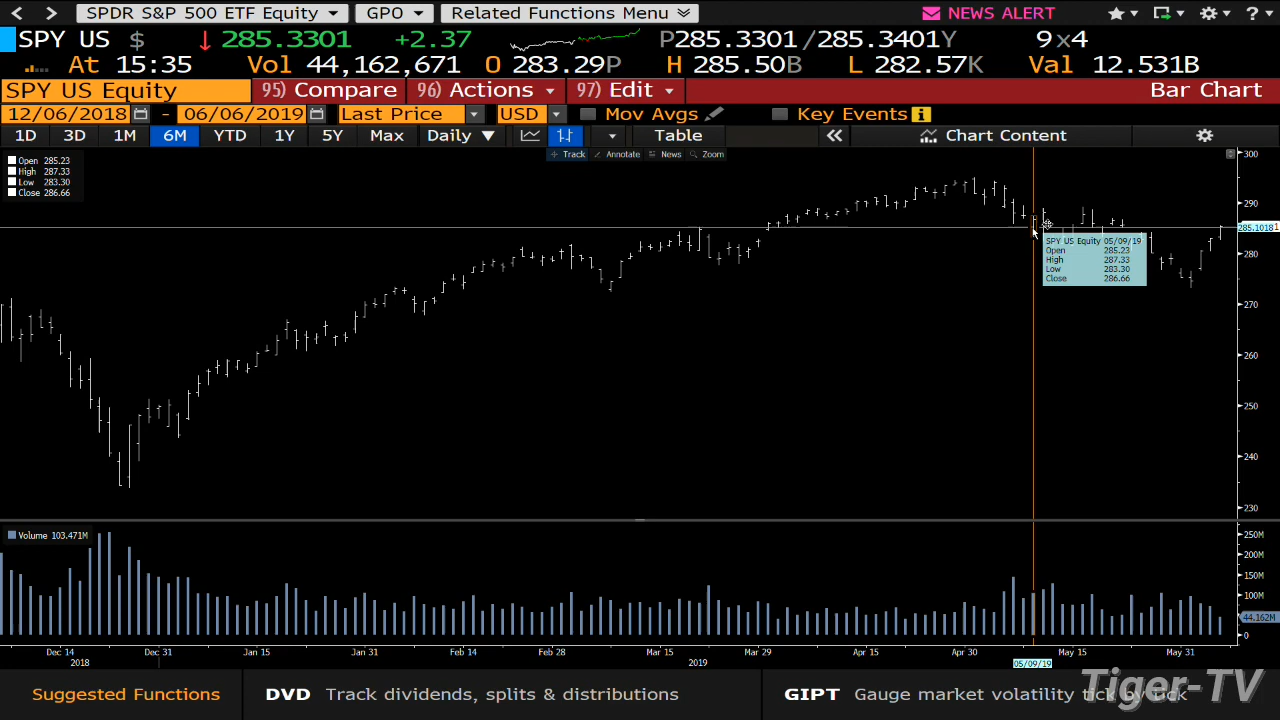 SPDR S&P 500 ETF Equity GPO Related Functions Menu NEWS ALERT ?
SPY US $ ↓ 285.3301 +2.37 P285.3301/285.3401Y 9x4
At 15:35 Vol 44,162,671 O 283.29P H 285.50B L 282.57K Val 12.531B
SPY US Equity 95) Compare 96) Actions 97) Edit Bar Chart
12/06/2018 - 06/06/2019 Last Price USD Mov Avgs Key Events i
1D 3D 1M 6M YTD 1Y 5Y Max Daily ▼ Table « Chart Content
Track Annotate News Zoom
Open 285.23
High 287.33
Low 283.30
Close 286.66
300
290
285.1018
280
270
260
250
240
230
SPY US Equity 05/09/19
Open 285.23
High 287.33
Low 283.30
Close 286.66
Volume 103.471M
250M
200M
150M
100M
44.162M
0
Dec 14 Dec 31 Jan 15 Jan 31 Feb 14 Feb 28 Mar 15 Mar 29 Apr 15 Apr 30 May 15 May 31
2018 2019 05/09/19
Suggested Functions DVD Track dividends, splits & distributions GIPT Gauge market volatility tick by tick
Tiger-TV